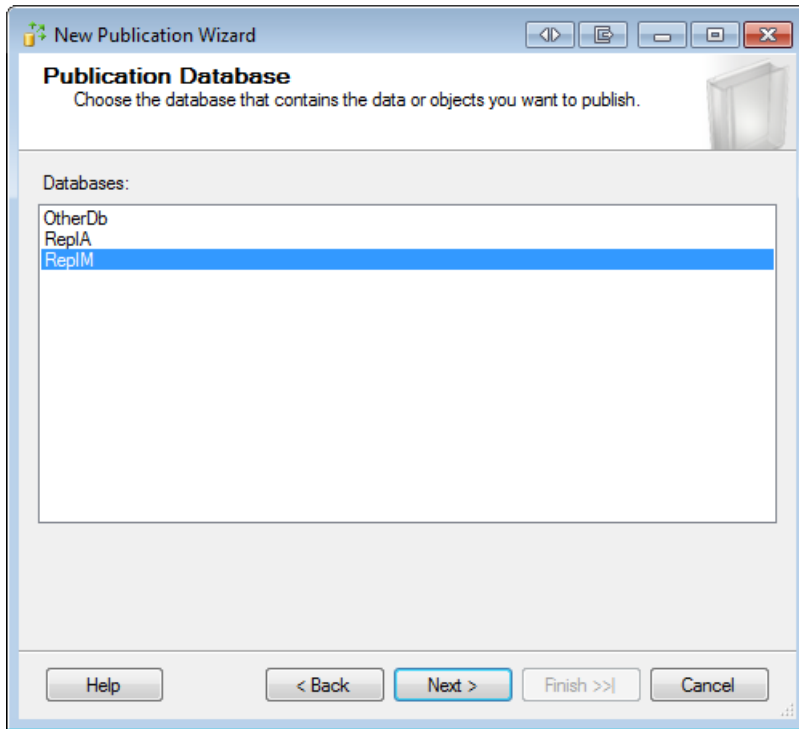 New Publication Wizard
Publication Database
Choose the database that contains the data or objects you want to publish.
Databases:
OtherDb
ReplA
ReplM
Help
< Back
Next >
Finish >>|
Cancel